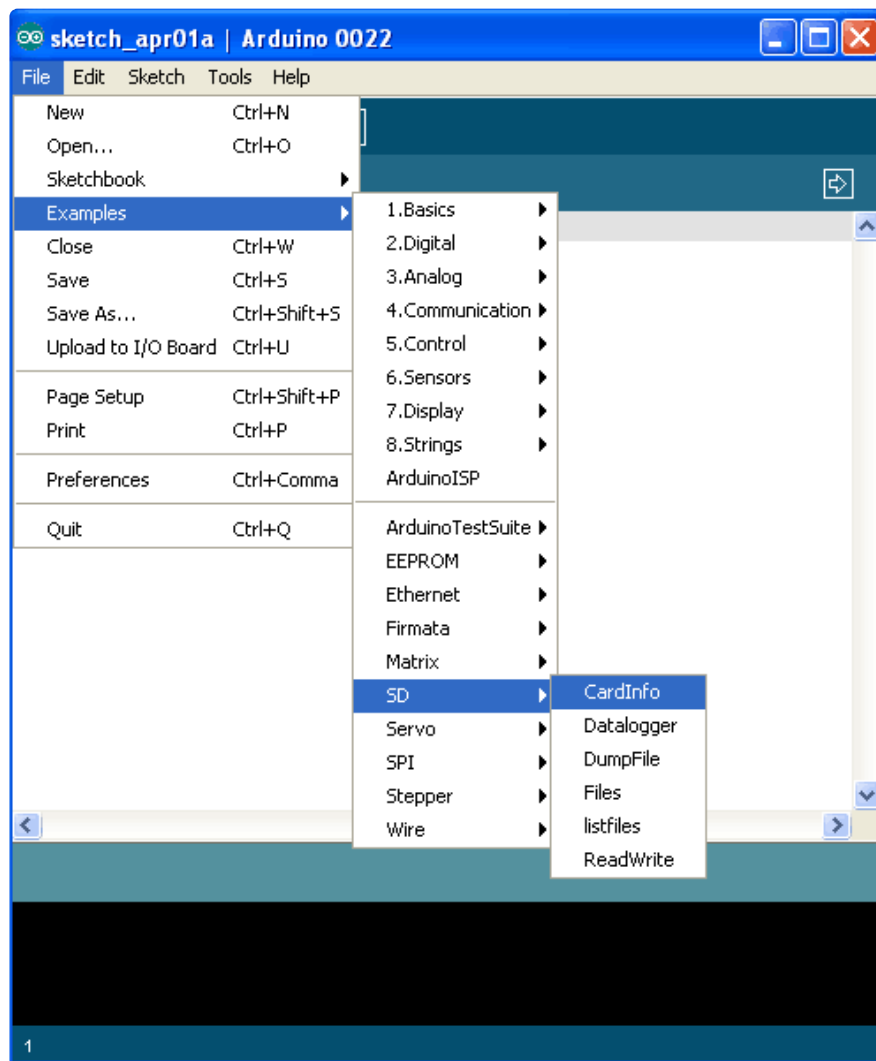 sketch_apr01a | Arduino 0022
File Edit Sketch Tools Help
New Ctrl+N
Open... Ctrl+O
Sketchbook
Examples
Close Ctrl+W
Save Ctrl+S
Save As... Ctrl+Shift+S
Upload to I/O Board Ctrl+U
Page Setup Ctrl+Shift+P
Print Ctrl+P
Preferences Ctrl+Comma
Quit Ctrl+Q
1.Basics
2.Digital
3.Analog
4.Communication
5.Control
6.Sensors
7.Display
8.Strings
ArduinoISP
ArduinoTestSuite
EEPROM
Ethernet
Firmata
Matrix
SD
Servo
SPI
Stepper
Wire
CardInfo
Datalogger
DumpFile
Files
listfiles
ReadWrite
1